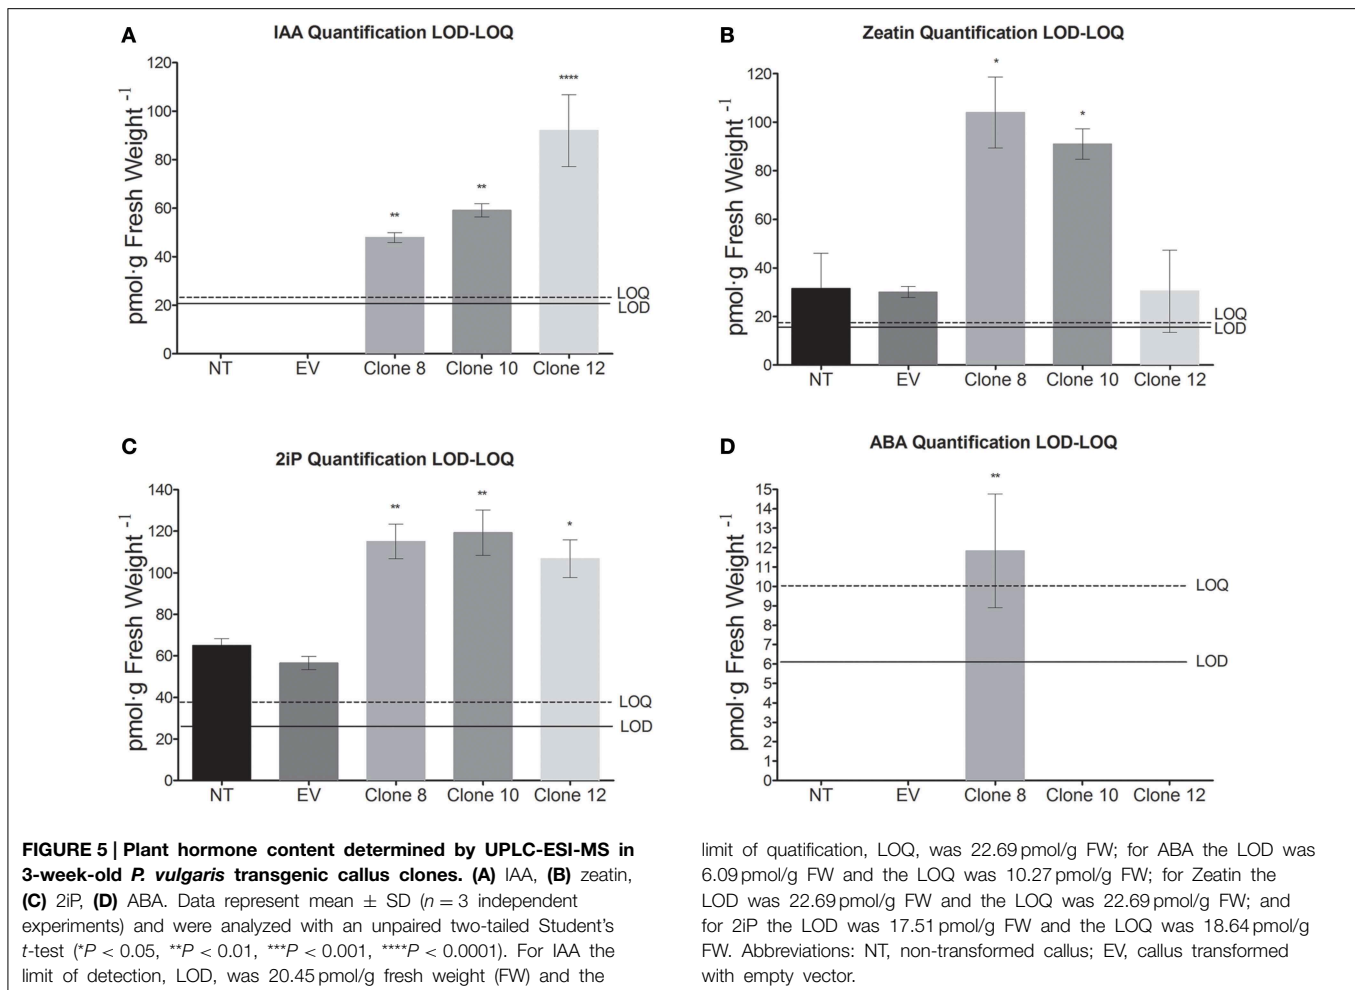 A
IAA Quantification LOD-LOQ
pmol·g Fresh Weight -1
120
100
80
60
40
20
0
**
**
****
LOQ
LOD
NT EV Clone 8 Clone 10 Clone 12
B
Zeatin Quantification LOD-LOQ
pmol·g Fresh Weight -1
120
100
80
60
40
20
0
*
*
LOQ
LOD
NT EV Clone 8 Clone 10 Clone 12
C
2iP Quantification LOD-LOQ
pmol·g Fresh Weight -1
140
120
100
80
60
40
20
0
**
**
*
LOQ
LOD
NT EV Clone 8 Clone 10 Clone 12
D
ABA Quantification LOD-LOQ
pmol·g Fresh Weight -1
15
14
13
12
11
10
9
8
7
6
5
4
3
2
1
0
**
LOQ
LOD
NT EV Clone 8 Clone 10 Clone 12
FIGURE 5 | Plant hormone content determined by UPLC-ESI-MS in
3-week-old P. vulgaris transgenic callus clones. (A) IAA, (B) zeatin,
(C) 2iP, (D) ABA. Data represent mean ± SD (n = 3 independent
experiments) and were analyzed with an unpaired two-tailed Student's
t-test (*P < 0.05, **P < 0.01, ***P < 0.001, ****P < 0.0001). For IAA the
limit of detection, LOD, was 20.45 pmol/g fresh weight (FW) and the
limit of quatification, LOQ, was 22.69 pmol/g FW; for ABA the LOD was
6.09 pmol/g FW and the LOQ was 10.27 pmol/g FW; for Zeatin the
LOD was 22.69 pmol/g FW and the LOQ was 22.69 pmol/g FW; and
for 2iP the LOD was 17.51 pmol/g FW and the LOQ was 18.64 pmol/g
FW. Abbreviations: NT, non-transformed callus; EV, callus transformed
with empty vector.